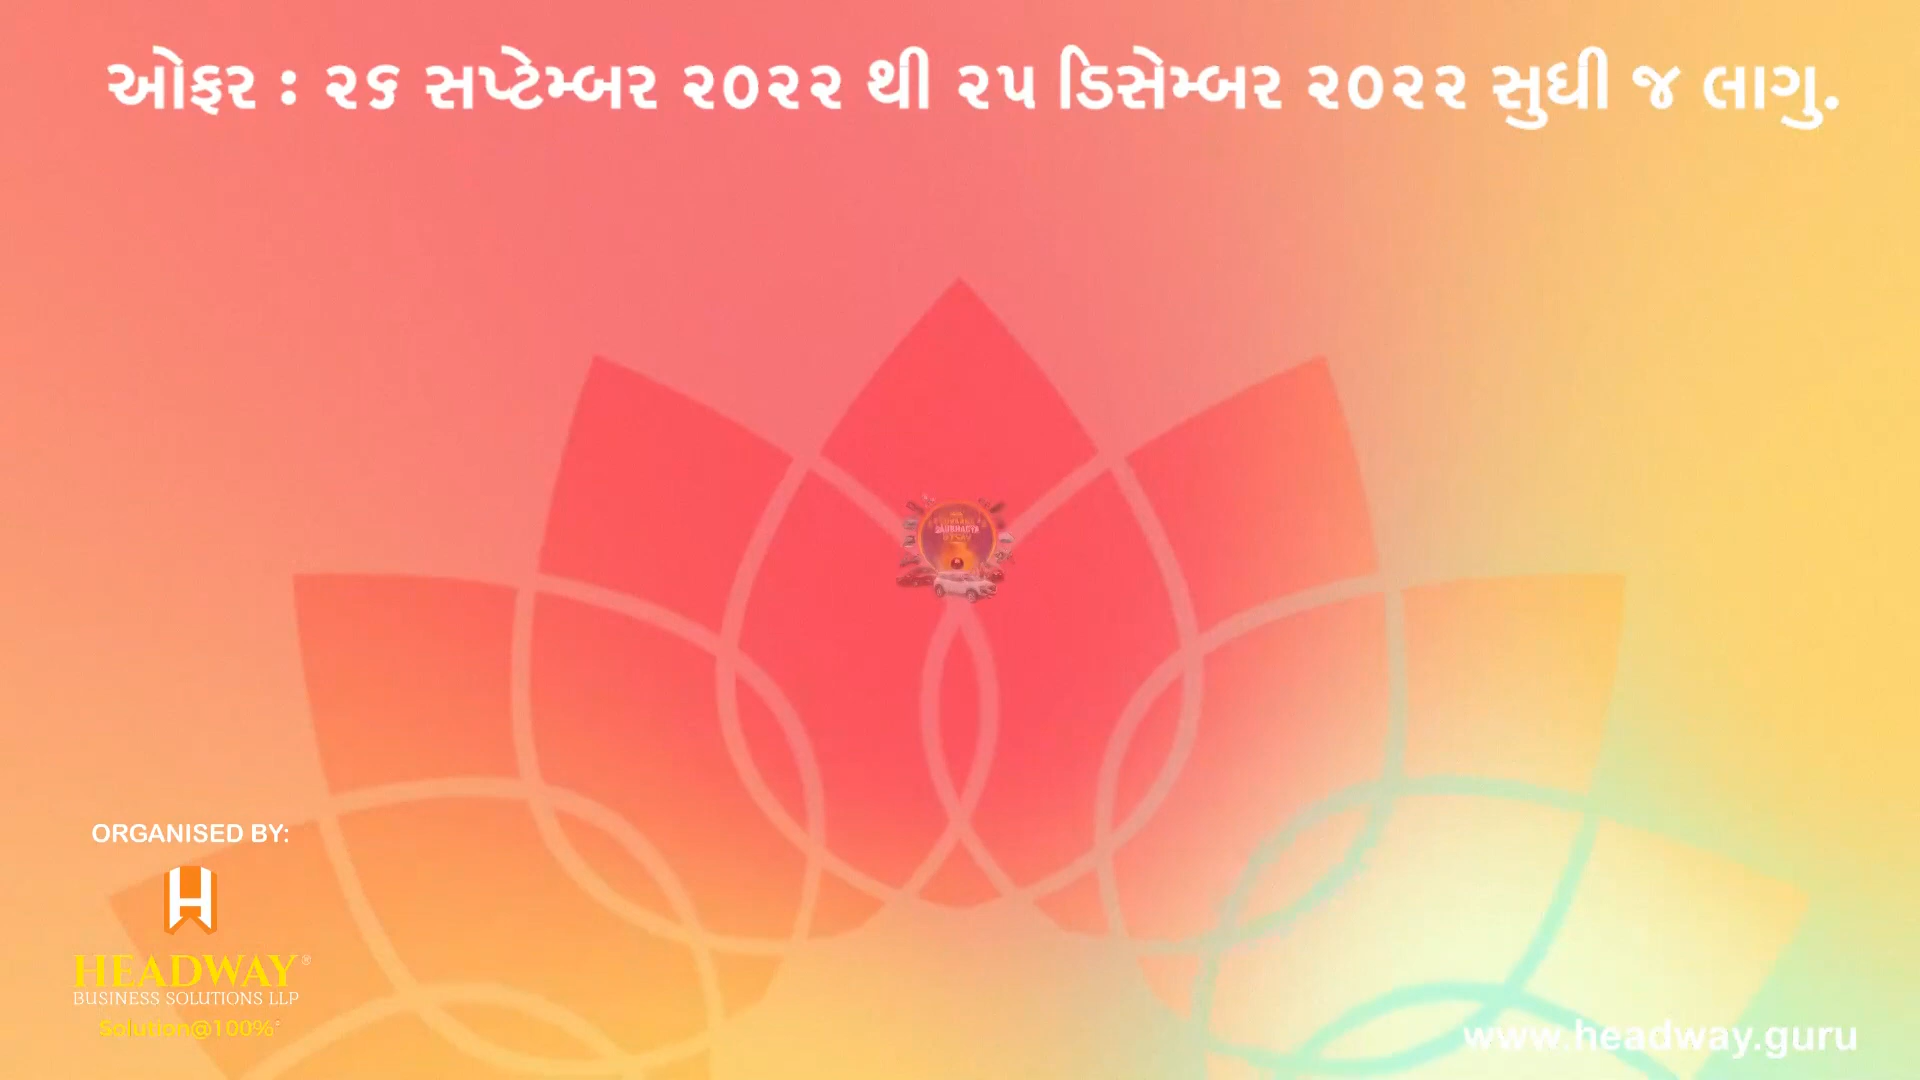 ઓફર : ૨૬ સપ્ટેમ્બર ૨૦૨૨ થી ૨૫ ડિસેમ્બર ૨૦૨૨ સુધી જ લાગુ.
ORGANISED BY:
HEADWAY®
BUSINESS SOLUTIONS LLP
Solution@100%
www.headway.guru